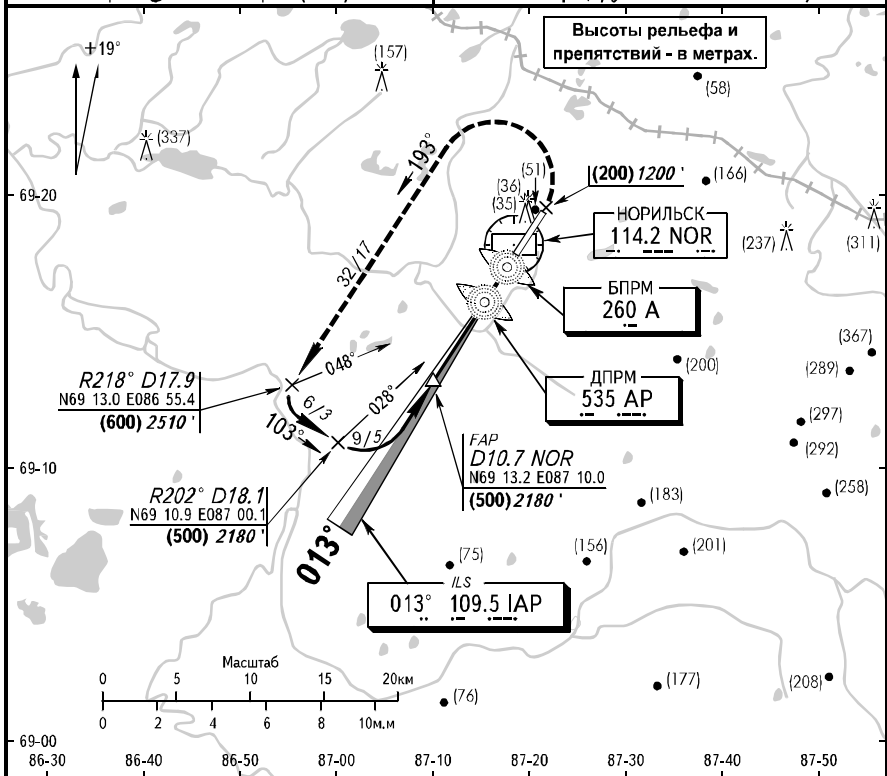 Высоты рельефа и
препятствий - в метрах.
+19°
(157)
(58)
(337)
193°
(51)
(200) 1200 '
(166)
(36)
(35)
69-20
НОРИЛЬСК
114.2 NOR
(237)
(311)
32/17
БПРМ
260 A
(367)
(200)
(289)
048°
R218° D17.9
N69 13.0 E086 55.4
(600) 2510 '
028°
ДПРМ
535 AP
6/3
103°
9/5
(297)
(292)
FAP
D10.7 NOR
N69 13.2 E087 10.0
(500) 2180 '
69-10
R202° D18.1
N69 10.9 E087 00.1
(500) 2180 '
(258)
(183)
013°
(75)
(156)
(201)
ILS
013° 109.5 IAP
Масштаб
0 5 10 15 20км
0 2 4 6 8 10м.м
(76)
(177)
(208)
69-00
86-30 86-40 86-50 87-00 87-10 87-20 87-30 87-40 87-50